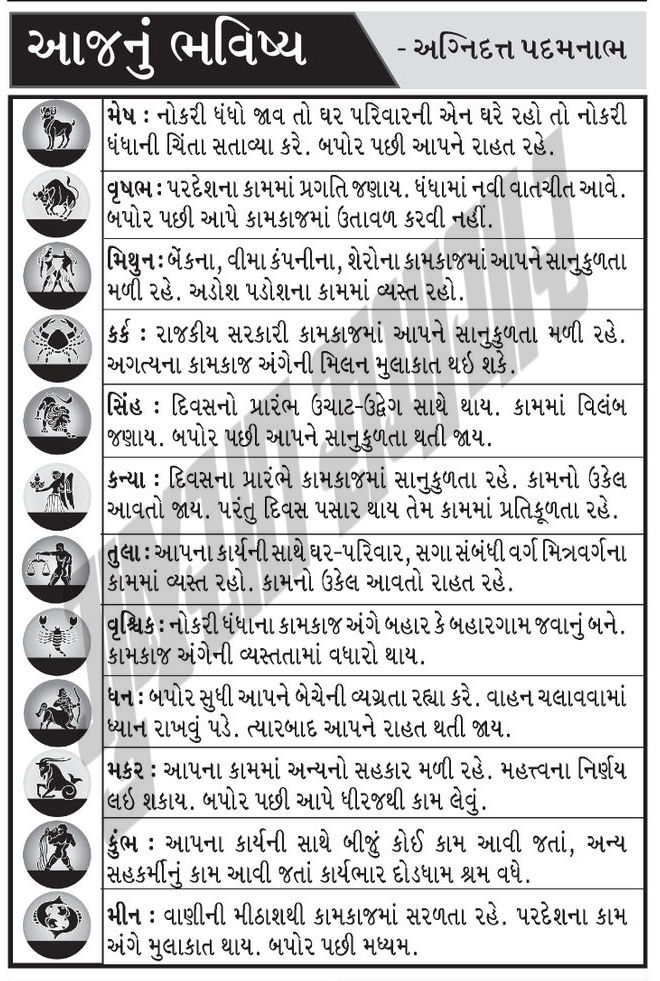 આજનું ભવિષ્ય
- અગ્નિદત્ત પદમનાભ
મેષ : નોકરી ધંધો જાવ તો ઘર પરિવારની એન ઘરે રહો તો નોકરી
ધંધાની ચિંતા સતાવ્યા કરે. બપોર પછી આપને રાહત રહે.
વૃષભ : પરદેશના કામમાં પ્રગતિ જણાય. ધંધામાં નવી વાતચીત આવે.
બપોર પછી આપે કામકાજમાં ઉતાવળ કરવી નહીં.
મિથુન : બેંકના, વીમા કંપનીના, શેરોના કામકાજમાં આપને સાનુકુળતા
મળી રહે. અડોશ પડોશના કામમાં વ્યસ્ત રહો.
કર્ક : રાજકીય સરકારી કામકાજમાં આપને સાનુકુળતા મળી રહે.
અગત્યના કામકાજ અંગેની મિલન મુલાકાત થઇ શકે.
સિંહ : દિવસનો પ્રારંભ ઉચાટ-ઉદ્વેગ સાથે થાય. કામમાં વિલંબ
જણાય. બપોર પછી આપને સાનુકુળતા થતી જાય.
કન્યા : દિવસના પ્રારંભે કામકાજમાં સાનુકુળતા રહે. કામનો ઉકેલ
આવતો જાય. પરંતુ દિવસ પસાર થાય તેમ કામમાં પ્રતિકૂળતા રહે.
તુલા : આપના કાર્યની સાથે ઘર-પરિવાર, સગા સંબંધી વર્ગ મિત્રવર્ગના
કામમાં વ્યસ્ત રહો. કામનો ઉકેલ આવતો રાહત રહે.
વૃશ્ચિક : નોકરી ધંધાના કામકાજ અંગે બહાર કે બહારગામ જવાનું બને.
કામકાજ અંગેની વ્યસ્તતામાં વધારો થાય.
ધન : બપોર સુધી આપને બેચેની વ્યગ્રતા રહ્યા કરે. વાહન ચલાવવામાં
ધ્યાન રાખવું પડે. ત્યારબાદ આપને રાહત થતી જાય.
મકર : આપના કામમાં અન્યનો સહકાર મળી રહે. મહત્ત્વના નિર્ણય
લઇ શકાય. બપોર પછી આપે ધીરજથી કામ લેવું.
કુંભ : આપના કાર્યની સાથે બીજું કોઈ કામ આવી જતાં, અન્ય
સહકર્મીનું કામ આવી જતાં કાર્યભાર દોડધામ શ્રમ વધે.
મીન : વાણીની મીઠાશથી કામકાજમાં સરળતા રહે. પરદેશના કામ
અંગે મુલાકાત થાય. બપોર પછી મધ્યમ.